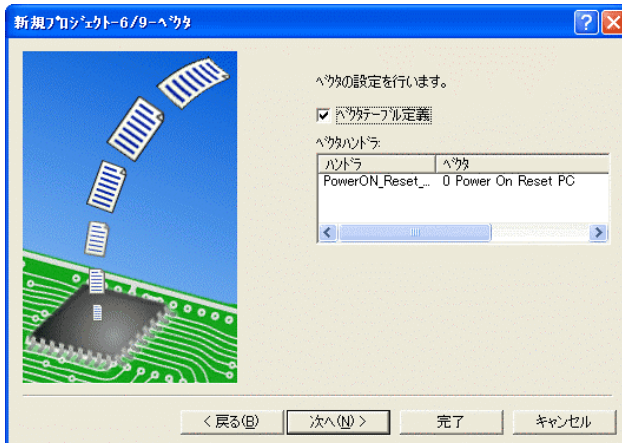 新規ﾌﾟﾛｼﾞｪｸﾄ-6/9-ﾍﾞｸﾀ
ﾍﾞｸﾀの設定を行います。
ﾍﾞｸﾀﾃｰﾌﾞﾙ定義
ﾍﾞｸﾀﾊﾝﾄﾞﾗ:
ﾊﾝﾄﾞﾗ ﾍﾞｸﾀ
PowerON_Reset_... 0 Power On Reset PC
< 戻る(B) 次へ(N) > 完了 キャンセル